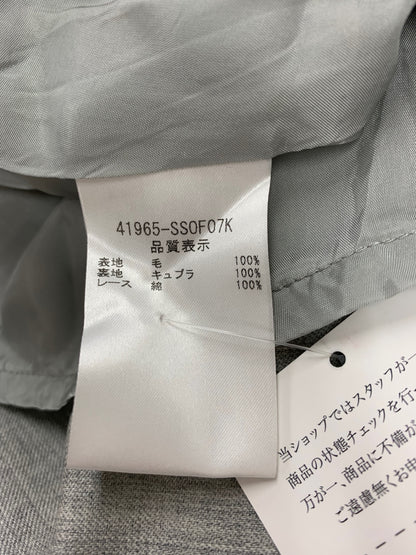 41965-SSOF07K
品質表示
表地 毛 100%
裏地 キュプラ 100%
レース 綿 100%
当ショップではスタッフが
商品の状態チェックを行っ
万が一、商品に不備が
ご遠慮無くお申